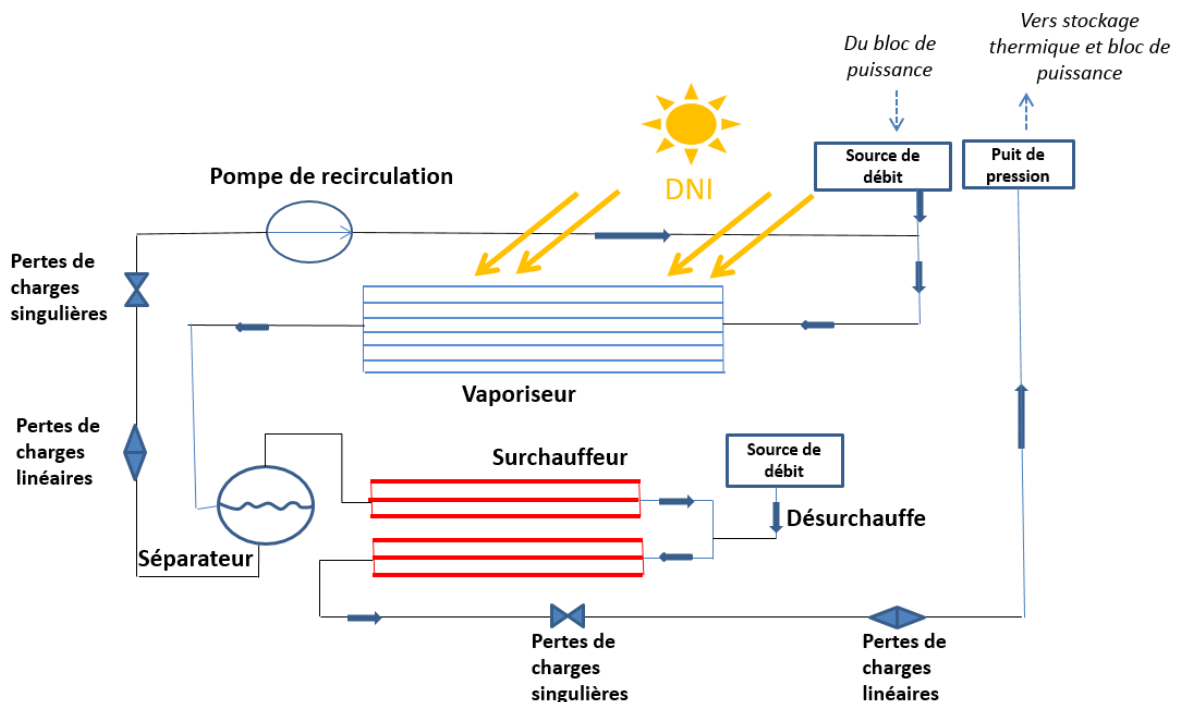 Du bloc de
puissance
Vers stockage
thermique et bloc de
puissance
Source de
débit
Puit de
pression
Pompe de recirculation
DNI
Pertes de
charges
singulières
Vaporiseur
Pertes de
charges
linéaires
Surchauffeur
Source de
débit
Désurchauffe
Séparateur
Pertes de
charges
singulières
Pertes de
charges
linéaires